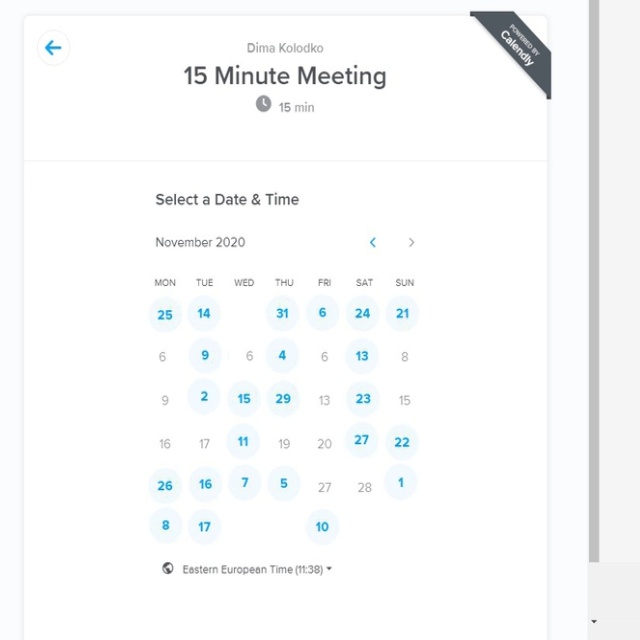 Dima Kolodko
15 Minute Meeting
15 min
POWERED BY
Calendly
Select a Date & Time
November 2020
MON TUE WED THU FRI SAT SUN
25 14 31 6 24 21
6 9 6 4 6 13 8
9 2 15 29 13 23 15
16 17 11 19 20 27 22
26 16 7 5 27 28 1
8 17 10
Eastern European Time (11:38)